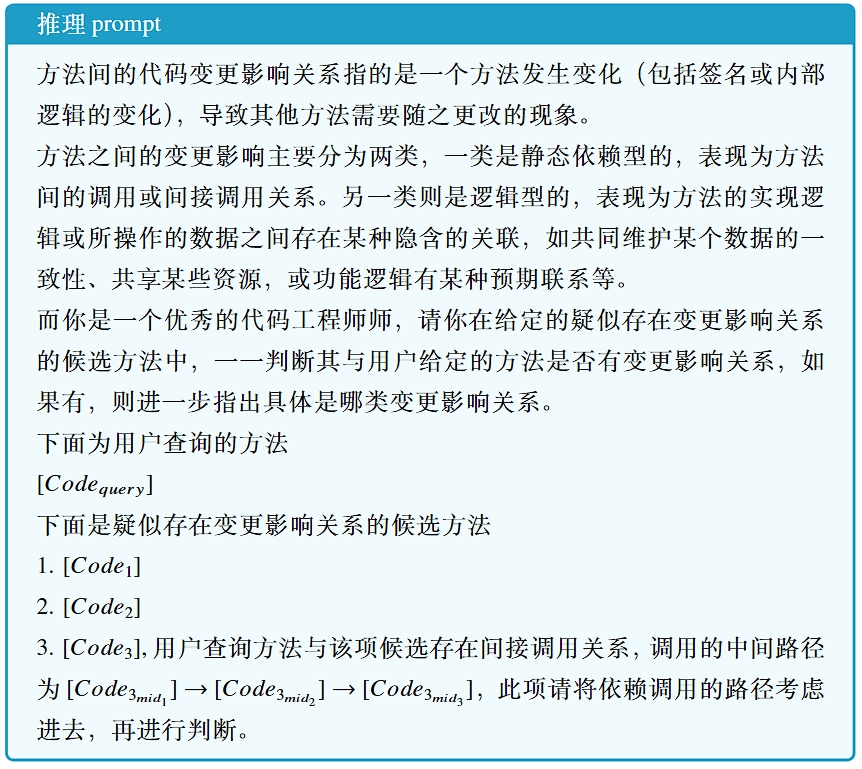 推理 prompt
方法间的代码变更影响关系指的是一个方法发生变化（包括签名或内部
逻辑的变化），导致其他方法需要随之更改的现象。
方法之间的变更影响主要分为两类，一类是静态依赖型的，表现为方法
间的调用或间接调用关系。另一类则是逻辑型的，表现为方法的实现逻
辑或所操作的数据之间存在某种隐含的关联，如共同维护某个数据的一
致性、共享某些资源，或功能逻辑有某种预期联系等。
而你是一个优秀的代码工程师师，请你在给定的疑似存在变更影响关系
的候选方法中，一一判断其与用户给定的方法是否有变更影响关系，如
果有，则进一步指出具体是哪类变更影响关系。
下面为用户查询的方法
[Code_{query}]
下面是疑似存在变更影响关系的候选方法
1. [Code_1]
2. [Code_2]
3. [Code_3], 用户查询方法与该项候选存在间接调用关系, 调用的中间路径
为 [Code_{3_{mid_1}}] → [Code_{3_{mid_2}}] → [Code_{3_{mid_3}}]，此项请将依赖调用的路径考虑
进去，再进行判断。